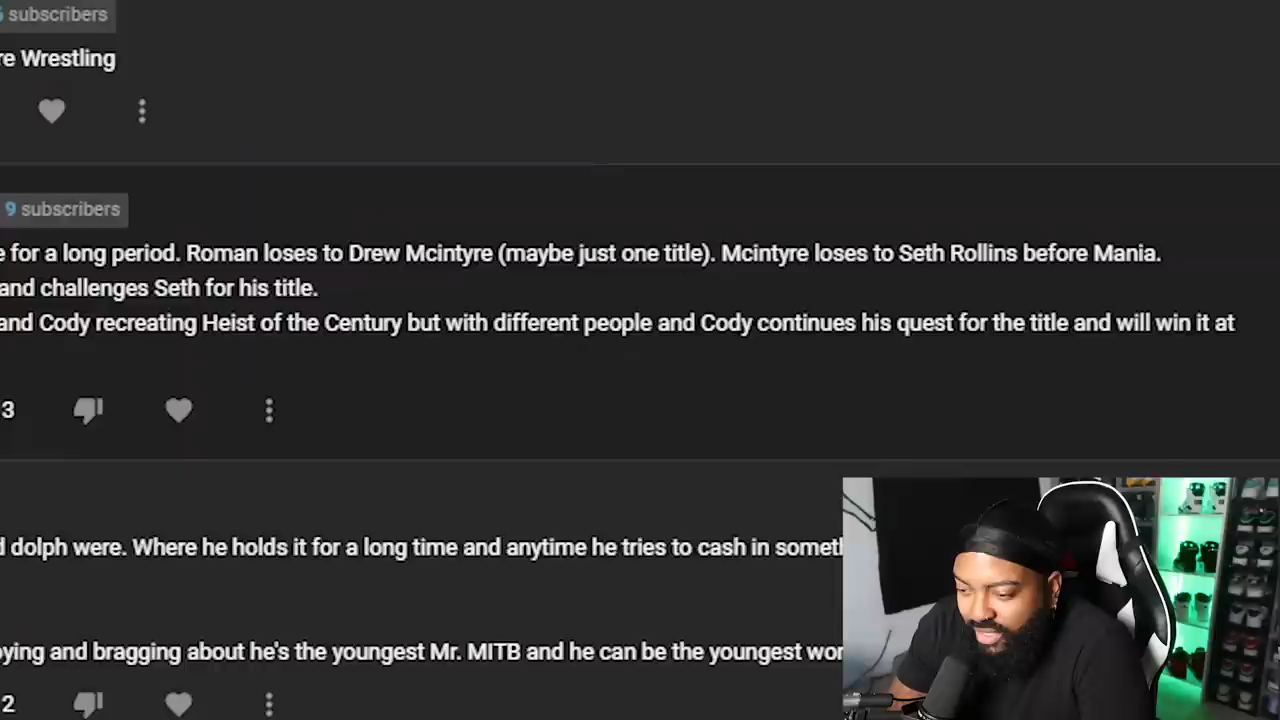 subscribers
re Wrestling
9 subscribers
e for a long period. Roman loses to Drew Mcintyre (maybe just one title). Mcintyre loses to Seth Rollins before Mania.
and challenges Seth for his title.
and Cody recreating Heist of the Century but with different people and Cody continues his quest for the title and will win it at
3
d dolph were. Where he holds it for a long time and anytime he tries to cash in someth
ying and bragging about he's the youngest Mr. MITB and he can be the youngest wor
2